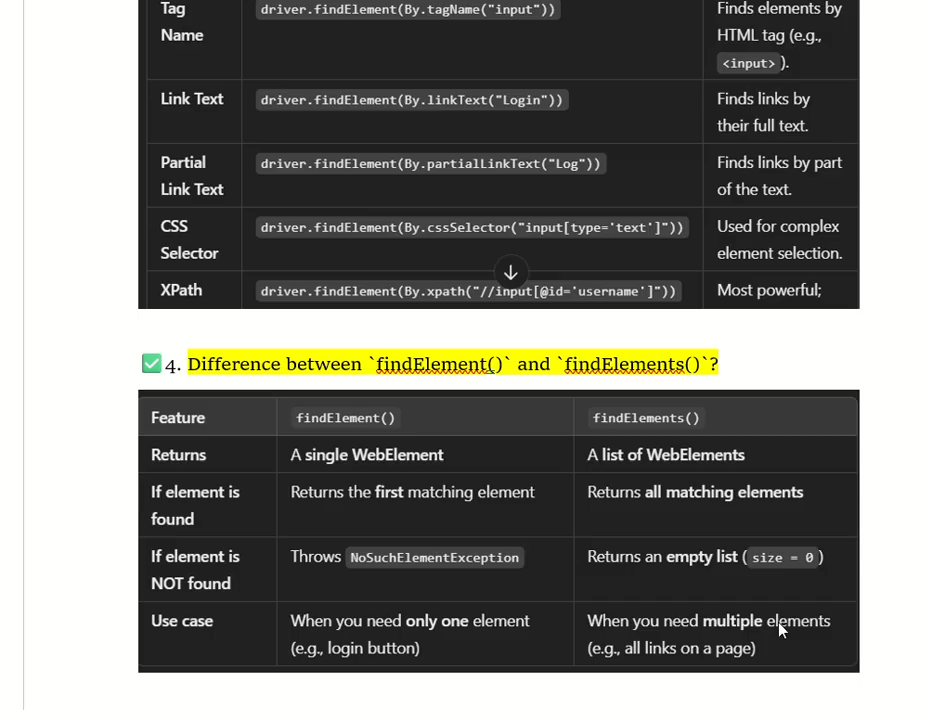 Tag driver.findElement(By.tagName("input")) Finds elements by
Name HTML tag (e.g.,
<input>).
Link Text driver.findElement(By.linkText("Login")) Finds links by
their full text.
Partial driver.findElement(By.partialLinkText("Log")) Finds links by part
Link Text of the text.
CSS driver.findElement(By.cssSelector("input[type='text']")) Used for complex
Selector element selection.
XPath driver.findElement(By.xpath("//input[@id='username']")) Most powerful;
✅ 4. Difference between `findElement()` and `findElements()`?
Feature findElement() findElements()
Returns A single WebElement A list of WebElements
If element is Returns the first matching element Returns all matching elements
found
If element is Throws NoSuchElementException Returns an empty list (size = 0)
NOT found
Use case When you need only one element When you need multiple elements
(e.g., login button) (e.g., all links on a page)